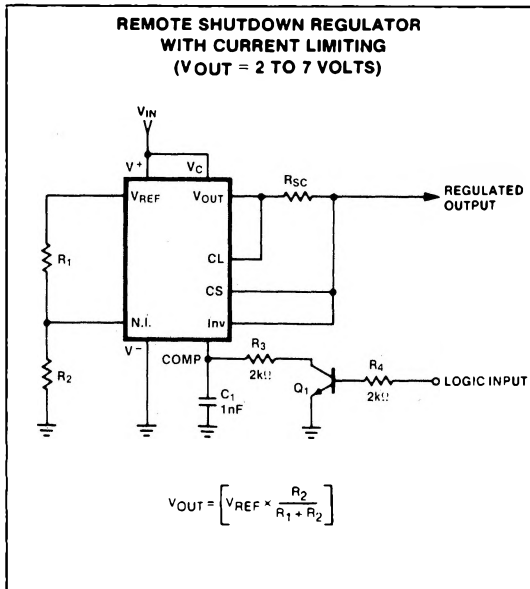 REMOTE SHUTDOWN REGULATOR
WITH CURRENT LIMITING
(VOUT = 2 TO 7 VOLTS)
VIN
V+
VC
VREF
VOUT
RSC
REGULATED
OUTPUT
R1
CL
CS
N.I.
Inv
V−
COMP
R3
2kΩ
R4
2kΩ
LOGIC INPUT
R2
C1
1nF
Q1
VOUT = [VREF × R2 / R1 + R2]